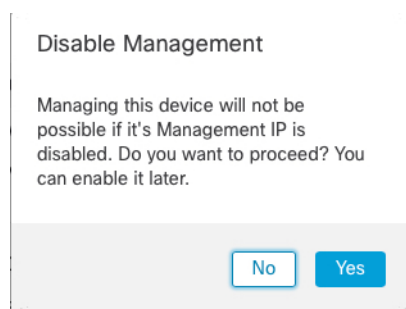 Disable Management
Managing this device will not be
possible if it's Management IP is
disabled. Do you want to proceed? You
can enable it later.
No
Yes